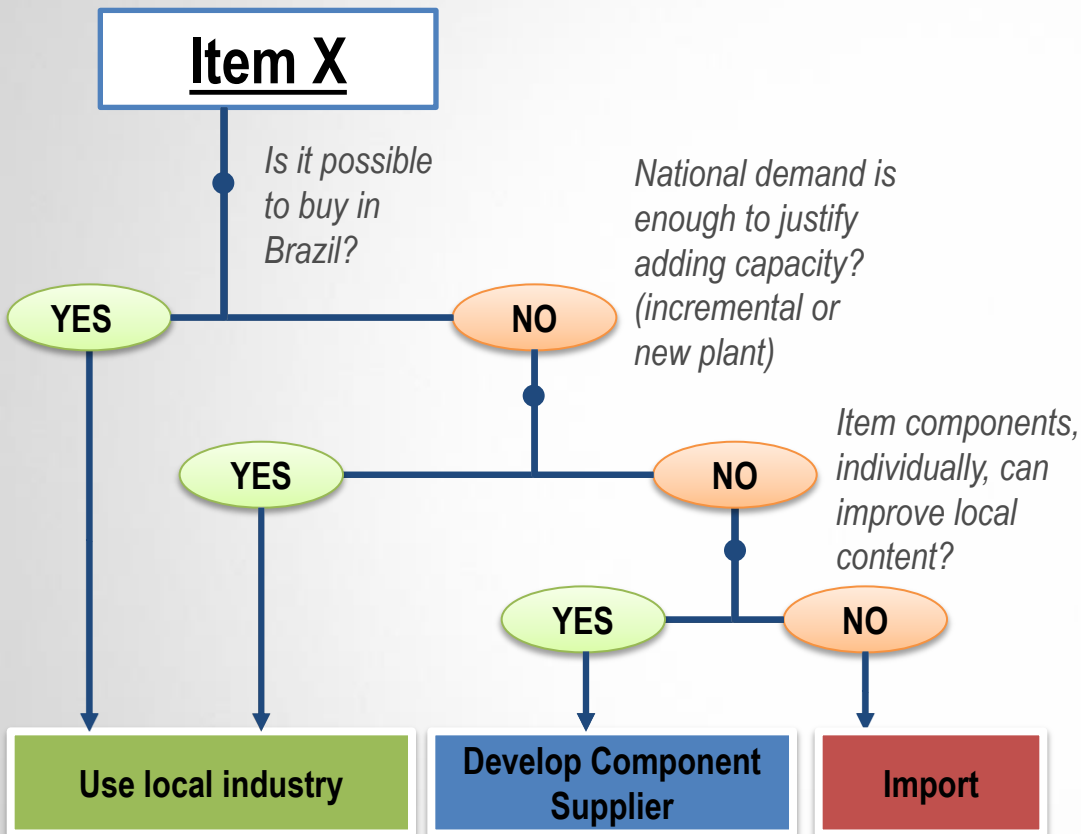 Item X
Is it possible
to buy in
Brazil?
National demand is
enough to justify
adding capacity?
(incremental or
new plant)
YES
NO
Item components,
individually, can
improve local
content?
YES
NO
YES
NO
Use local industry
Develop Component
Supplier
Import